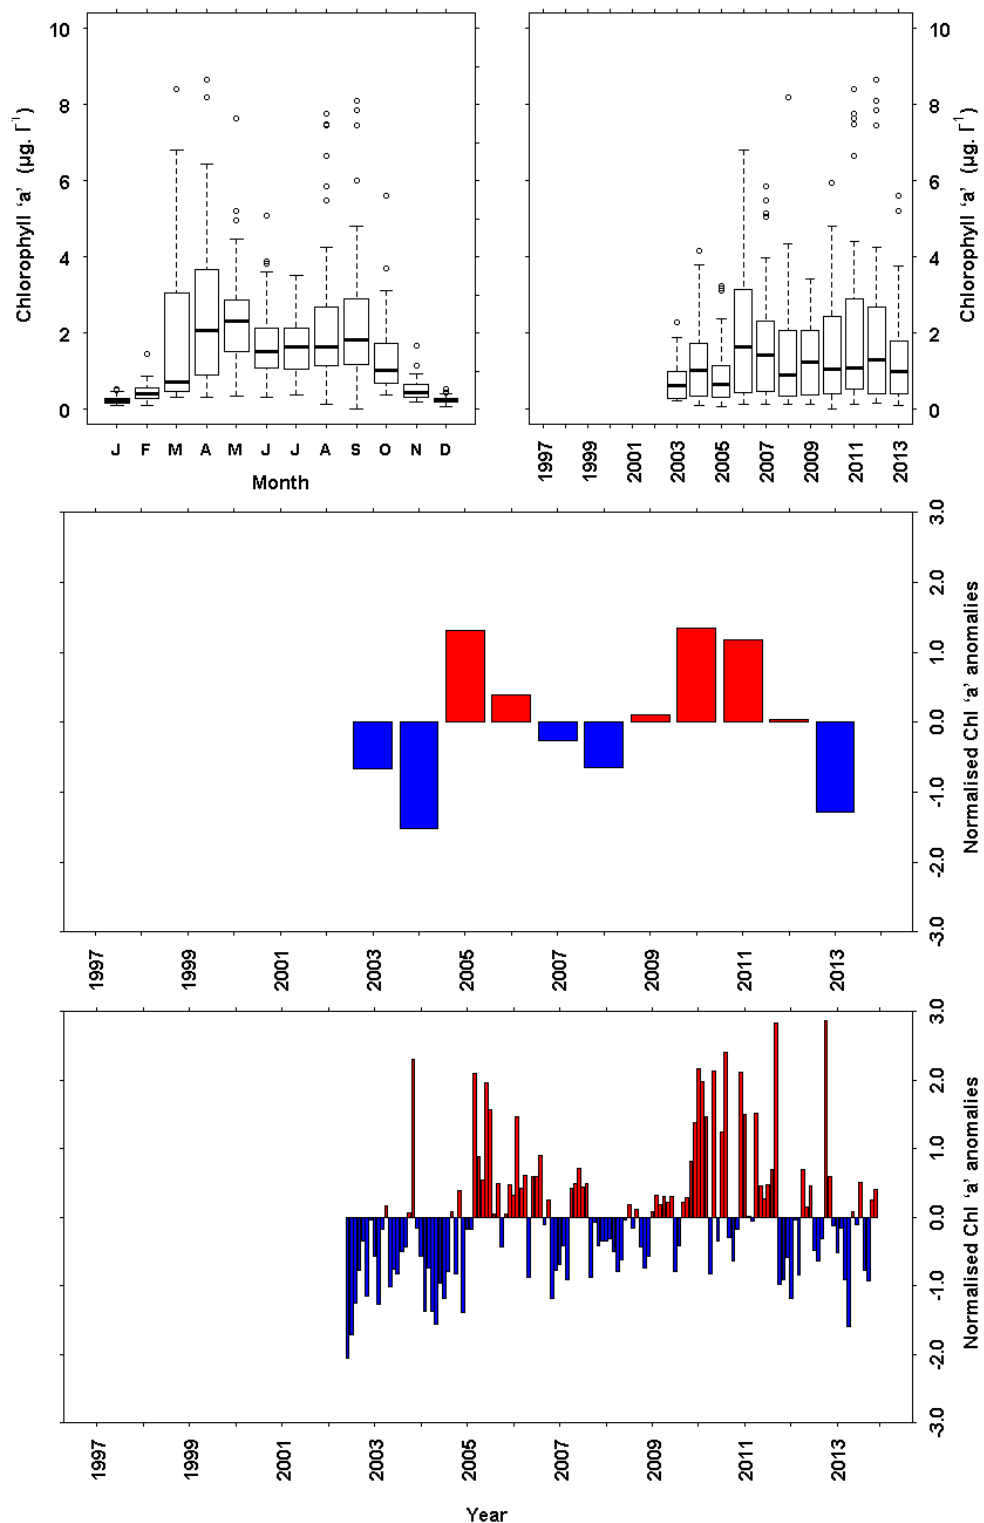 10
8
6
4
2
0
Chlorophyll ‘a’ (µg. l⁻¹)
J F M A M J J A S O N D
Month
10
8
6
4
2
0
Chlorophyll ‘a’ (µg. l⁻¹)
1997 1999 2001 2003 2005 2007 2009 2011 2013
3.0
2.0
1.0
0.0
-1.0
-2.0
-3.0
Normalised Chl ‘a’ anomalies
1997 1999 2001 2003 2005 2007 2009 2011 2013
3.0
2.0
1.0
0.0
-1.0
-2.0
-3.0
Normalised Chl ‘a’ anomalies
1997 1999 2001 2003 2005 2007 2009 2011 2013
Year